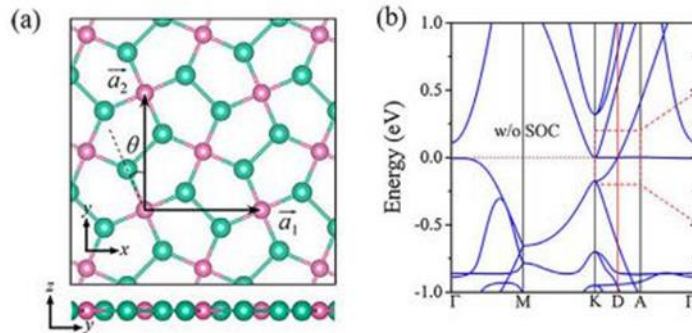 (a)
a₂
θ
y
x
a₁
z
y
(b)
1.0
0.5
0.0
-0.5
-1.0
Energy (eV)
w/o SOC
Γ M K D A Γ